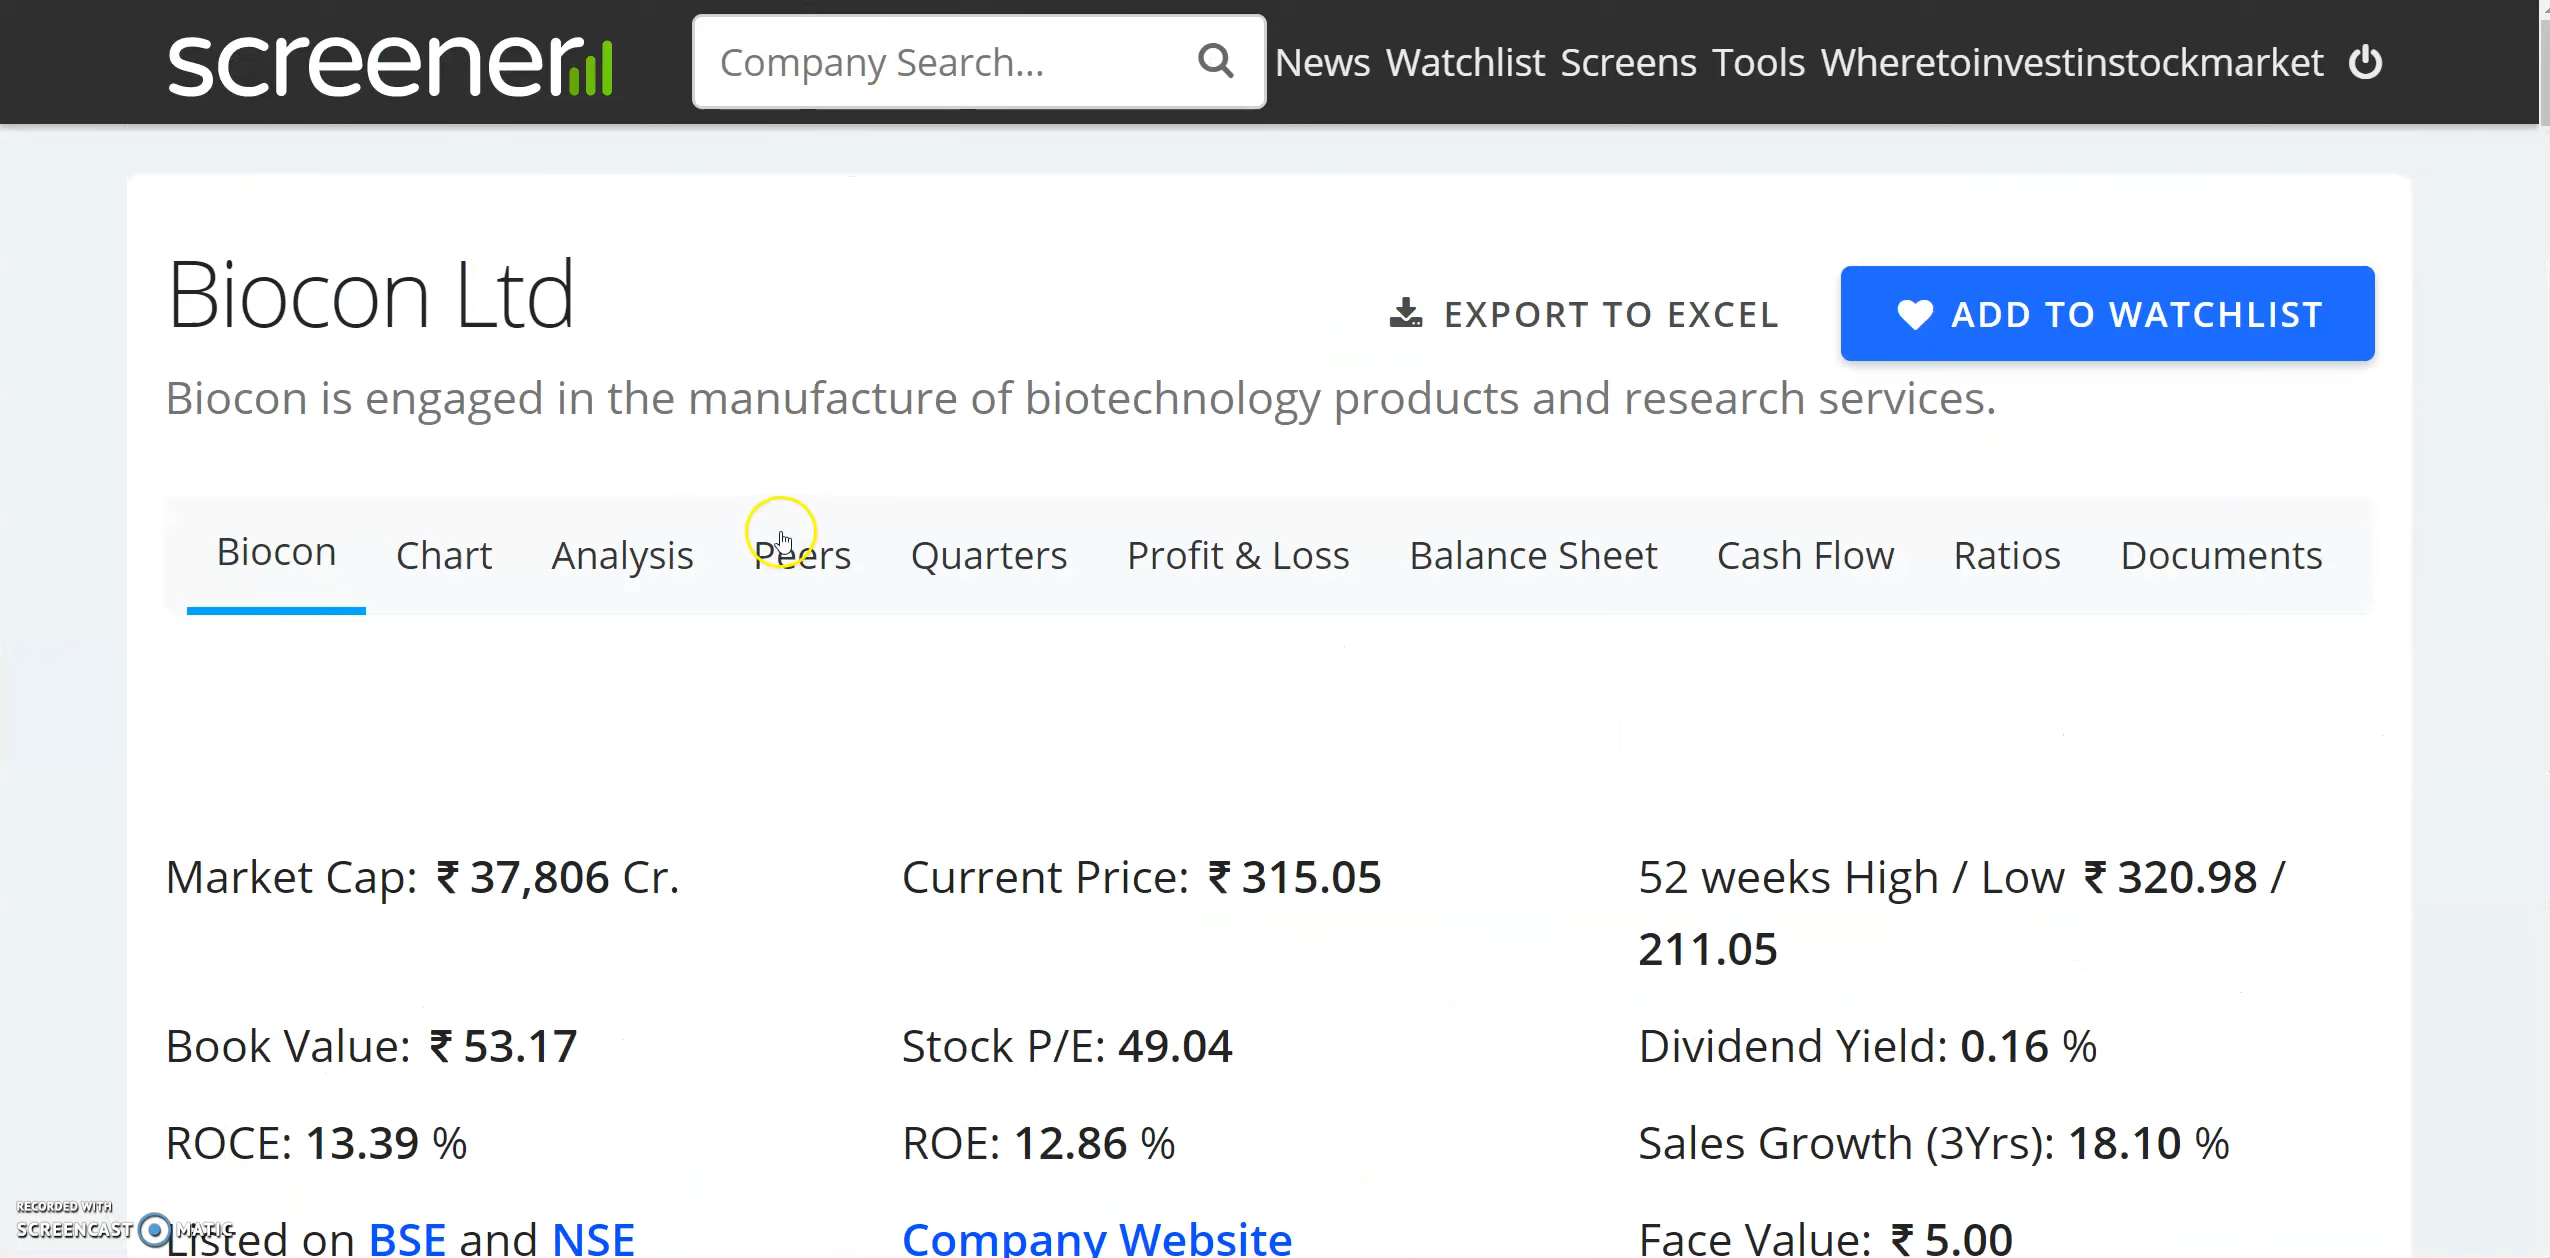 screener
Company Search...
News Watchlist Screens Tools Wheretoinvestinstockmarket
Biocon Ltd
EXPORT TO EXCEL
ADD TO WATCHLIST
Biocon is engaged in the manufacture of biotechnology products and research services.
Biocon Chart Analysis Peers Quarters Profit & Loss Balance Sheet Cash Flow Ratios Documents
Market Cap: ₹ 37,806 Cr.
Current Price: ₹ 315.05
52 weeks High / Low ₹ 320.98 /
211.05
Book Value: ₹ 53.17
Stock P/E: 49.04
Dividend Yield: 0.16 %
ROCE: 13.39 %
ROE: 12.86 %
Sales Growth (3Yrs): 18.10 %
Listed on BSE and NSE
Company Website
Face Value: ₹ 5.00
RECORDED WITH
SCREENCAST MATIC